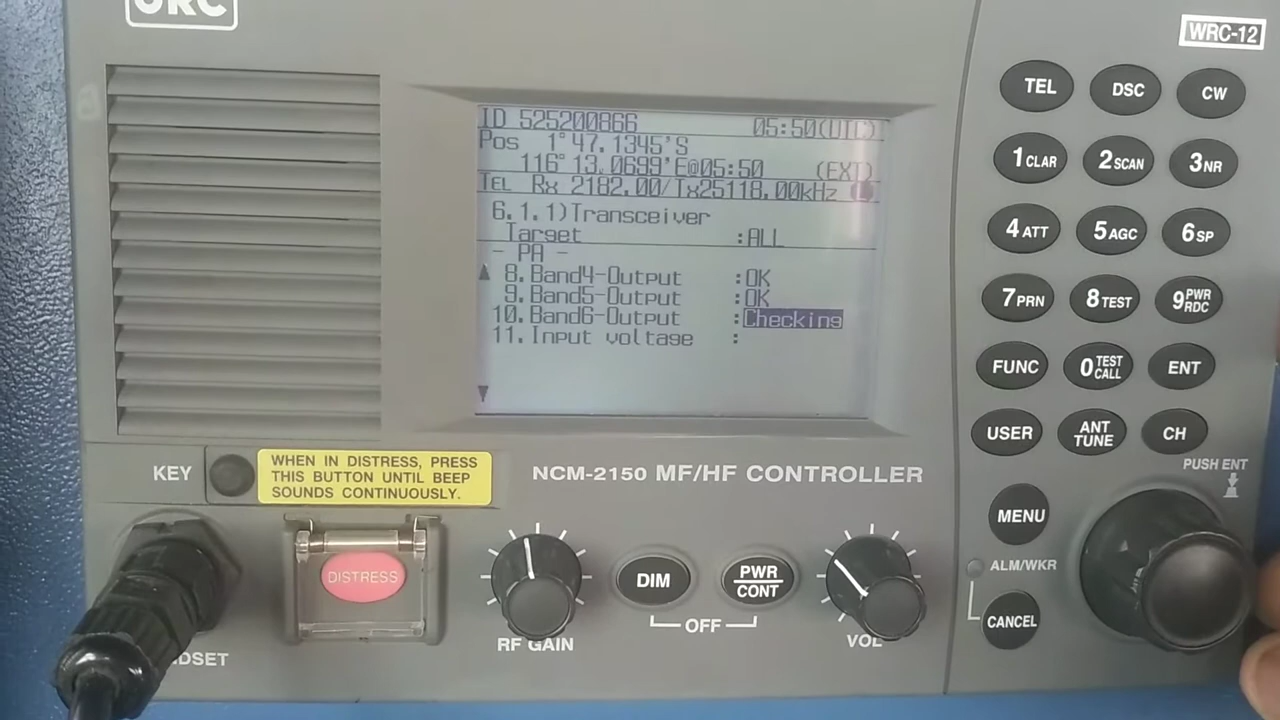 JRC
WRC-12
ID 525200866 05:50(UTC)
Pos 1°47.1345'S
116°13.0699'E@05:50 (EXT)
TEL Rx 2182.00/Tx25118.00kHz (L)
6.1.1)Transceiver
Target :ALL
- PA -
8.Band4-Output :OK
9.Band5-Output :OK
10.Band6-Output :Checking
11.Input voltage :
TEL DSC CW
1 CLAR 2 SCAN 3 NR
4 ATT 5 AGC 6 SP
7 PRN 8 TEST 9 PWR RDC
FUNC 0 TEST CALL ENT
USER ANT TUNE CH
PUSH ENT
MENU
ALM/WKR
CANCEL
KEY
WHEN IN DISTRESS, PRESS
THIS BUTTON UNTIL BEEP
SOUNDS CONTINUOUSLY.
NCM-2150 MF/HF CONTROLLER
DISTRESS
DIM
PWR
CONT
OFF
RF GAIN
VOL